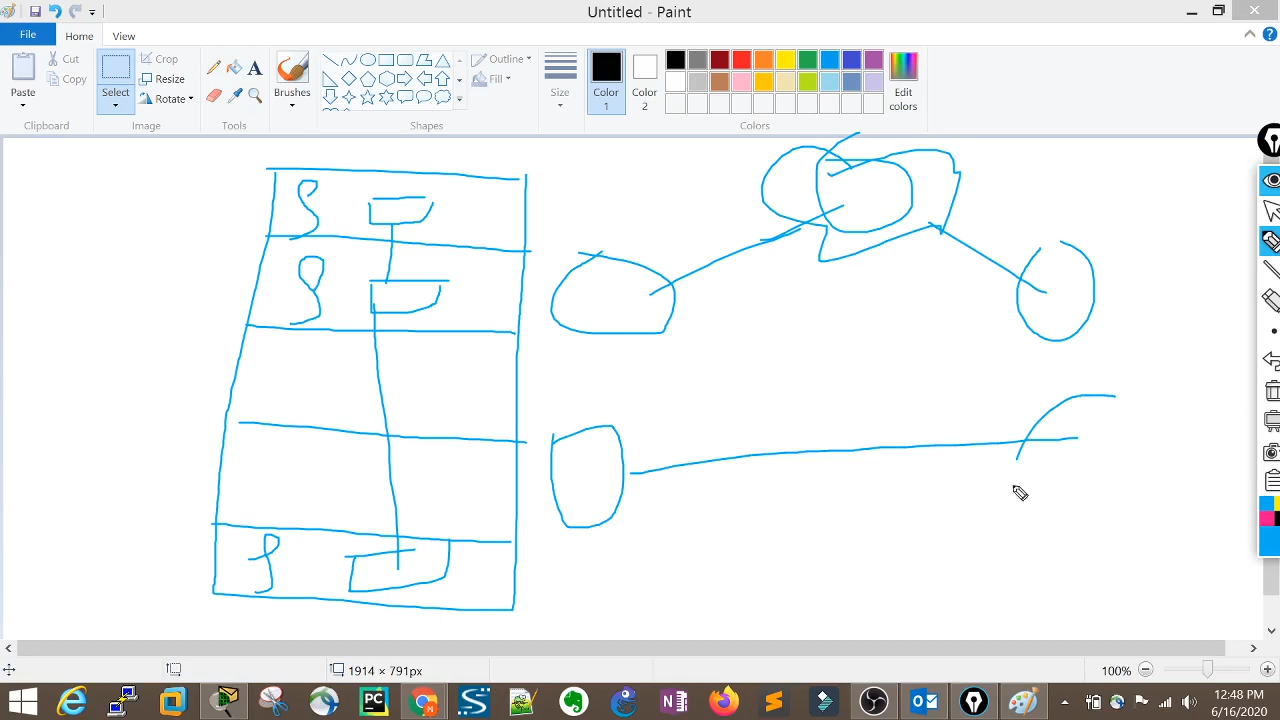 Untitled - Paint
File
Home
View
Paste
Cut
Copy
Clipboard
Select
Crop
Resize
Rotate
Image
A
Tools
Brushes
Outline
Fill
Shapes
Size
Color 1
Color 2
Edit colors
Colors
1914 × 791px
100%
PC
S
N
12:48 PM
6/16/2020